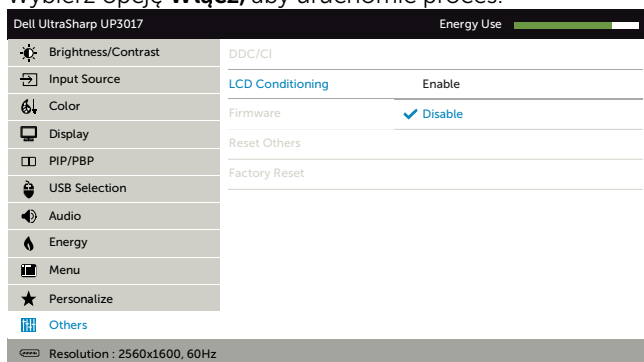 Wybierz opcję Włącz, aby uruchomić proces.
Dell UltraSharp UP3017 Energy Use
Brightness/Contrast DDC/CI
Input Source LCD Conditioning Enable
Color Firmware Disable
Display Reset Others
PIP/PBP Factory Reset
USB Selection
Audio
Energy
Menu
Personalize
Others
Resolution : 2560x1600, 60Hz